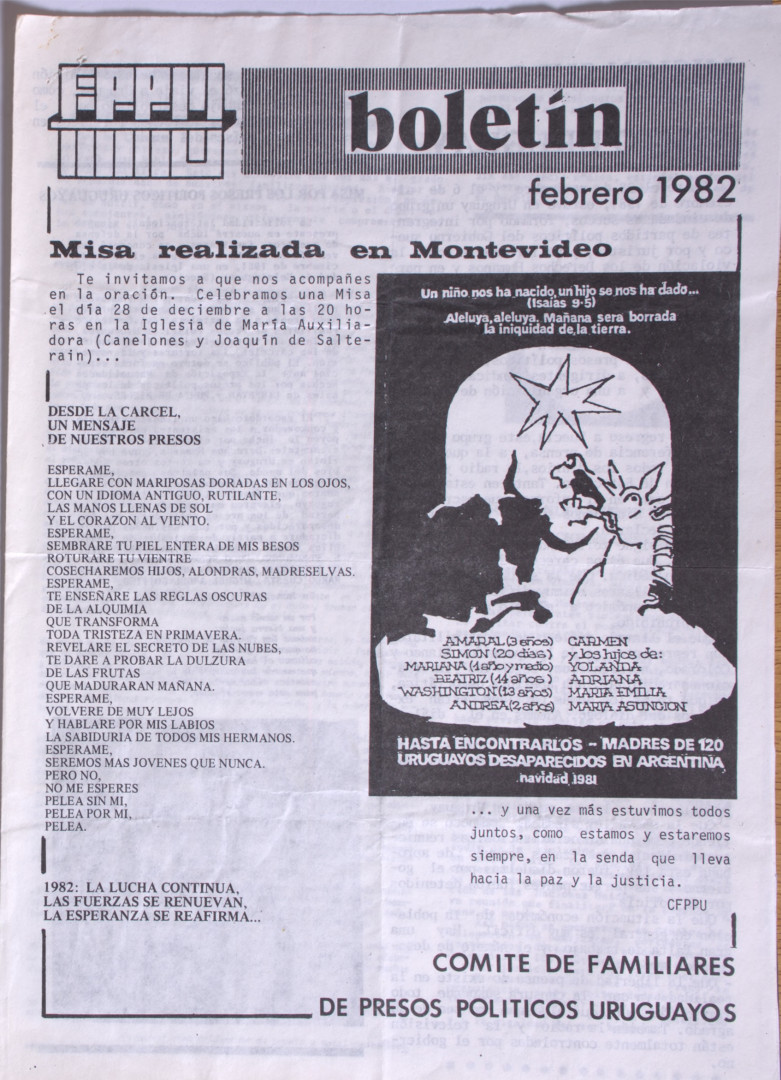 boletín
febrero 1982
Misa realizada en Montevideo
Te invitamos a que nos acompañes
en la oración. Celebramos una Misa
el día 28 de deciembre a las 20 ho-
ras en la Iglesia de María Auxilia-
dora (Canelones y Joaquín de Salte-
rain)...
DESDE LA CARCEL,
UN MENSAJE
DE NUESTROS PRESOS
ESPERAME,
LLEGARE CON MARIPOSAS DORADAS EN LOS OJOS,
CON UN IDIOMA ANTIGUO, RUTILANTE,
LAS MANOS LLENAS DE SOL
Y EL CORAZON AL VIENTO.
ESPERAME,
SEMBRARE TU PIEL ENTERA DE MIS BESOS
ROTURARE TU VIENTRE
COSECHAREMOS HIJOS, ALONDRAS, MADRESELVAS.
ESPERAME,
TE ENSEÑARE LAS REGLAS OSCURAS
DE LA ALQUIMIA
QUE TRANSFORMA
TODA TRISTEZA EN PRIMAVERA.
REVELARE EL SECRETO DE LAS NUBES,
TE DARE A PROBAR LA DULZURA
DE LAS FRUTAS
QUE MADURARAN MAÑANA.
ESPERAME,
VOLVERE DE MUY LEJOS
Y HABLARE POR MIS LABIOS
LA SABIDURIA DE TODOS MIS HERMANOS.
ESPERAME,
SEREMOS MAS JOVENES QUE NUNCA.
PERO NO,
NO ME ESPERES
PELEA SIN MI,
PELEA POR MI,
PELEA.
1982: LA LUCHA CONTINUA,
LAS FUERZAS SE RENUEVAN,
LA ESPERANZA SE REAFIRMA...
Un niño nos ha nacido, un hijo se nos ha dado...
(Isaías 9-5)
Aleluya, aleluya. Mañana sera borrada
la iniquidad de la tierra.
AMARAL (3 años)
SIMON (20 días)
MARIANA (1 año y medio)
BEATRIZ (14 años)
WASHINGTON (13 años)
ANDREA (2 años)
CARMEN
y los hijos de:
YOLANDA
ADRIANA
MARIA EMILIA
MARIA ASUNCION
HASTA ENCONTRARLOS - MADRES DE 120
URUGUAYOS DESAPARECIDOS EN ARGENTINA
navidad 1981
... y una vez más estuvimos todos
juntos, como estamos y estaremos
siempre, en la senda que lleva
hacia la paz y la justicia.
CFPPU
COMITE DE FAMILIARES
DE PRESOS POLITICOS URUGUAYOS